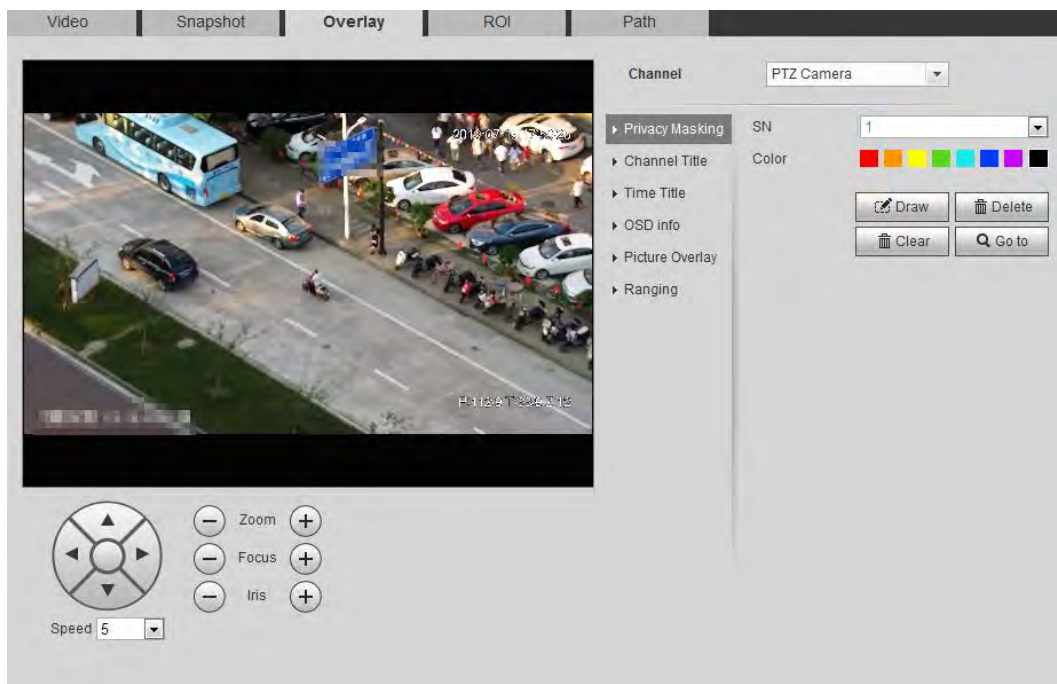 Video Snapshot Overlay ROI Path
Channel PTZ Camera
Privacy Masking
Channel Title
Time Title
OSD info
Picture Overlay
Ranging
SN 1
Color
Draw Delete
Clear Go to
Zoom
Focus
Iris
Speed 5